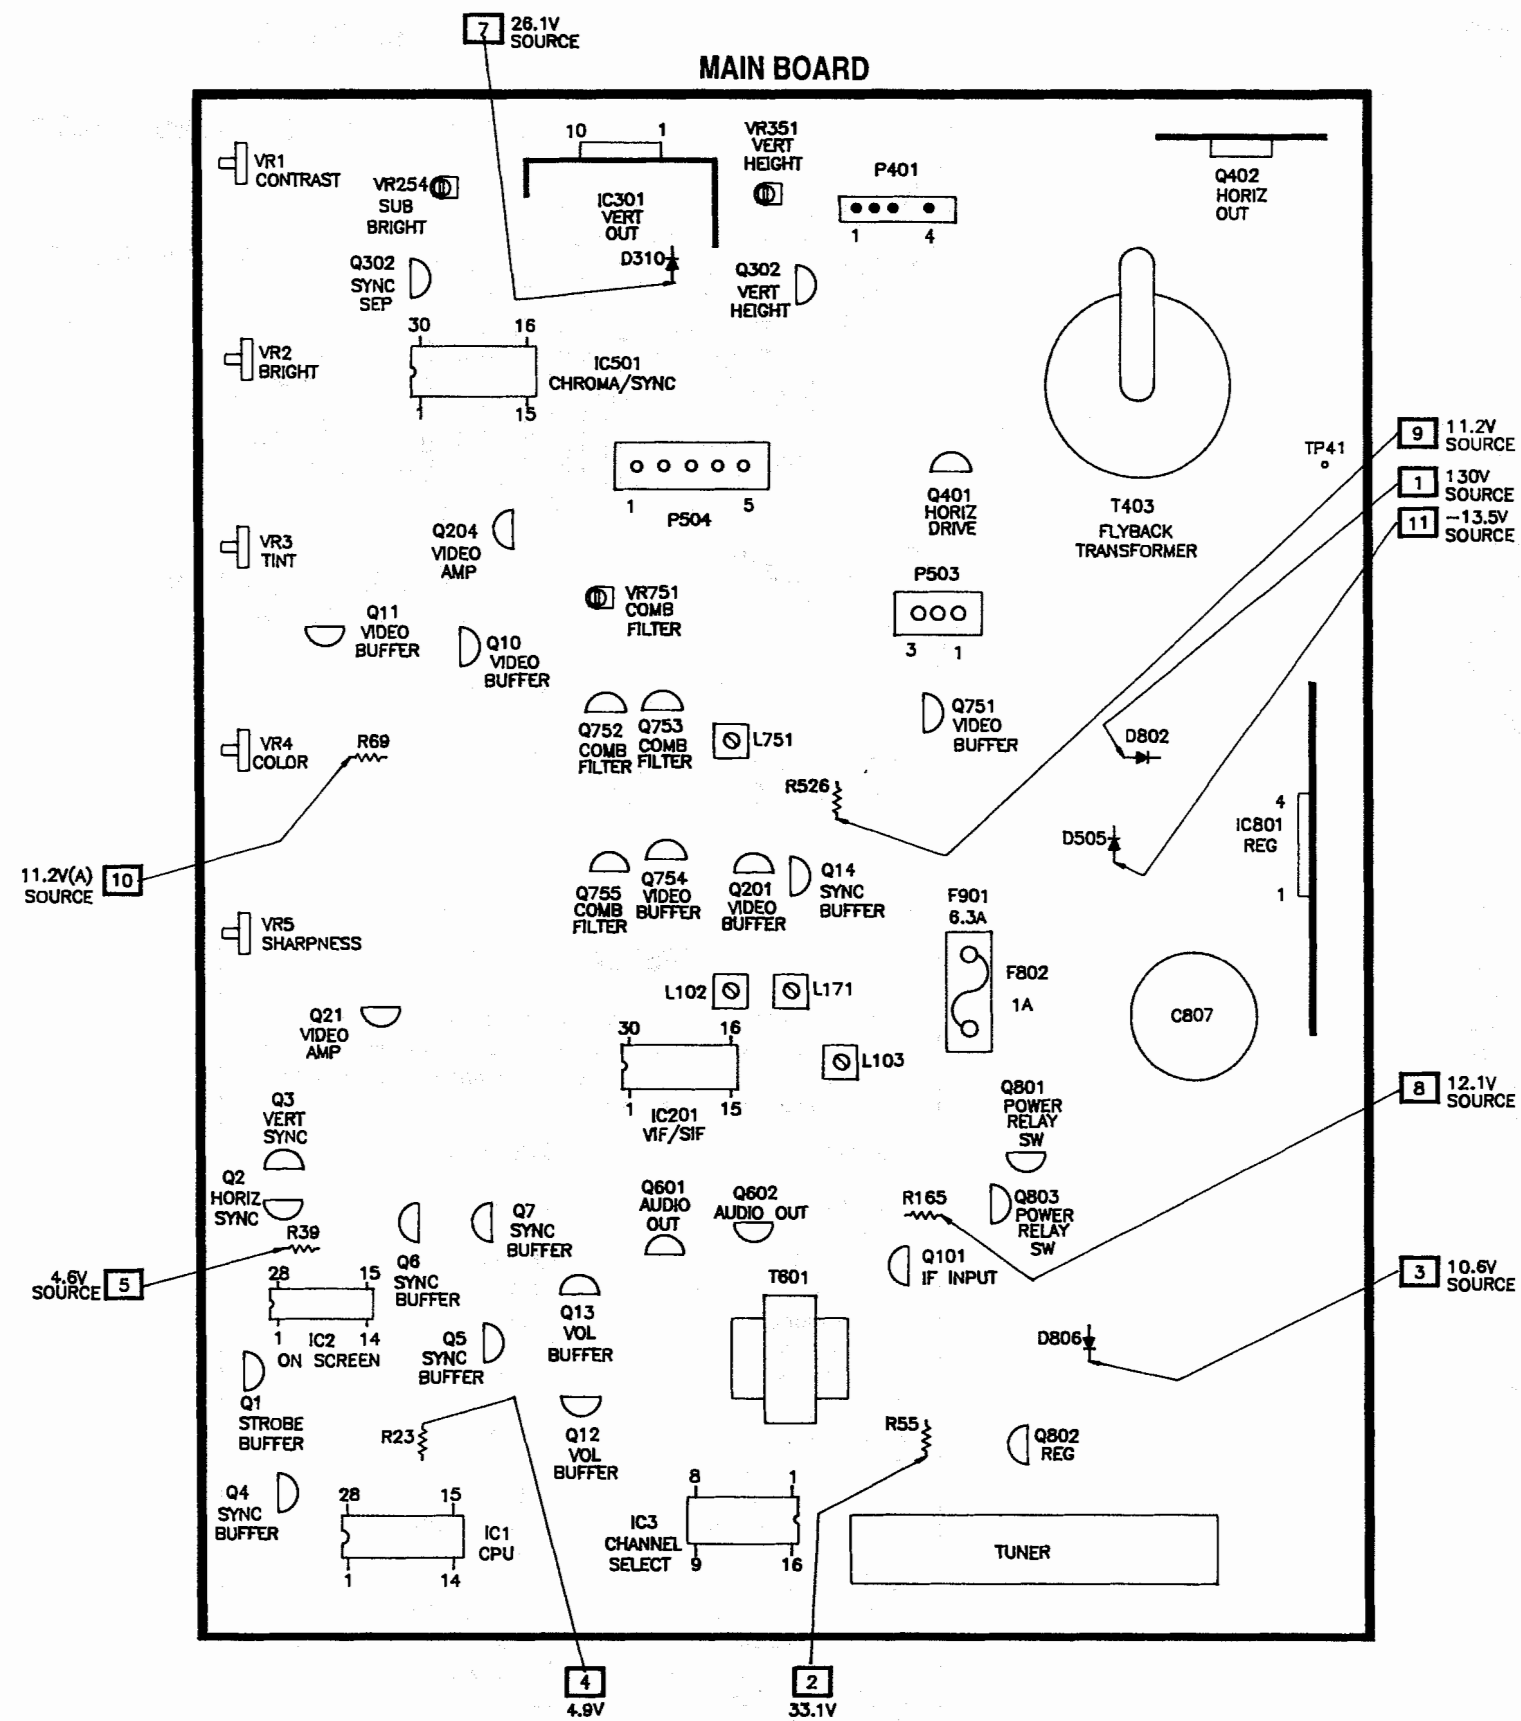 7
26.1V
SOURCE
MAIN BOARD
VR1
CONTRAST
VR254
SUB
BRIGHT
10
1
IC301
VERT
OUT
VR351
VERT
HEIGHT
P401
1
4
Q402
HORIZ
OUT
Q302
SYNC
SEP
D310
Q302
VERT
HEIGHT
30
16
1
15
IC501
CHROMA/SYNC
VR2
BRIGHT
9
11.2V
SOURCE
TP41
1
130V
SOURCE
11
-13.5V
SOURCE
1
5
P504
Q401
HORIZ
DRIVE
T403
FLYBACK
TRANSFORMER
VR3
TINT
Q204
VIDEO
AMP
VR751
COMB
FILTER
P503
3
1
Q11
VIDEO
BUFFER
Q10
VIDEO
BUFFER
Q752
COMB
FILTER
Q753
COMB
FILTER
L751
Q751
VIDEO
BUFFER
D802
VR4
COLOR
R69
R526
D505
4
IC801
REG
1
11.2V(A)
SOURCE
10
Q755
COMB
FILTER
Q754
VIDEO
BUFFER
Q201
VIDEO
BUFFER
Q14
SYNC
BUFFER
F901
6.3A
F802
1A
C807
VR5
SHARPNESS
L102
L171
L103
Q21
VIDEO
AMP
30
16
1
15
IC201
VIF/SIF
Q801
POWER
RELAY
SW
8
12.1V
SOURCE
Q3
VERT
SYNC
Q2
HORIZ
SYNC
R39
Q7
SYNC
BUFFER
Q6
SYNC
BUFFER
Q601
AUDIO
OUT
Q602
AUDIO OUT
R165
Q803
POWER
RELAY
SW
Q101
IF INPUT
4.6V
SOURCE
5
3
10.6V
SOURCE
28
15
1
14
IC2
ON SCREEN
Q5
SYNC
BUFFER
Q13
VOL
BUFFER
T601
D806
Q1
STROBE
BUFFER
R23
Q12
VOL
BUFFER
R55
Q802
REG
Q4
SYNC
BUFFER
28
15
1
14
IC1
CPU
8
1
9
16
IC3
CHANNEL
SELECT
TUNER
4
4.9V
2
33.1V